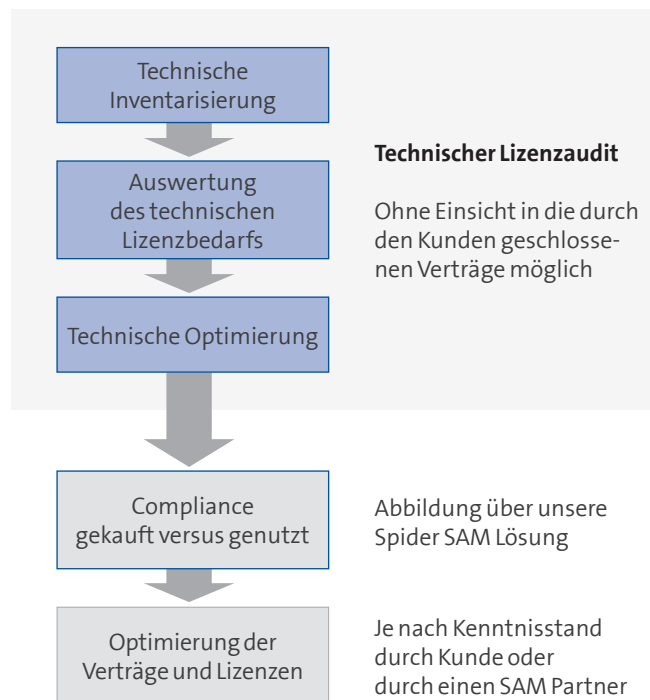 Technische
Inventarisierung
Auswertung
des technischen
Lizenzbedarfs
Technische Optimierung
Technischer Lizenzaudit
Ohne Einsicht in die durch
den Kunden geschlosse-
nen Verträge möglich
Compliance
gekauft versus genutzt
Abbildung über unsere
Spider SAM Lösung
Optimierung der
Verträge und Lizenzen
Je nach Kenntnisstand
durch Kunde oder
durch einen SAM Partner